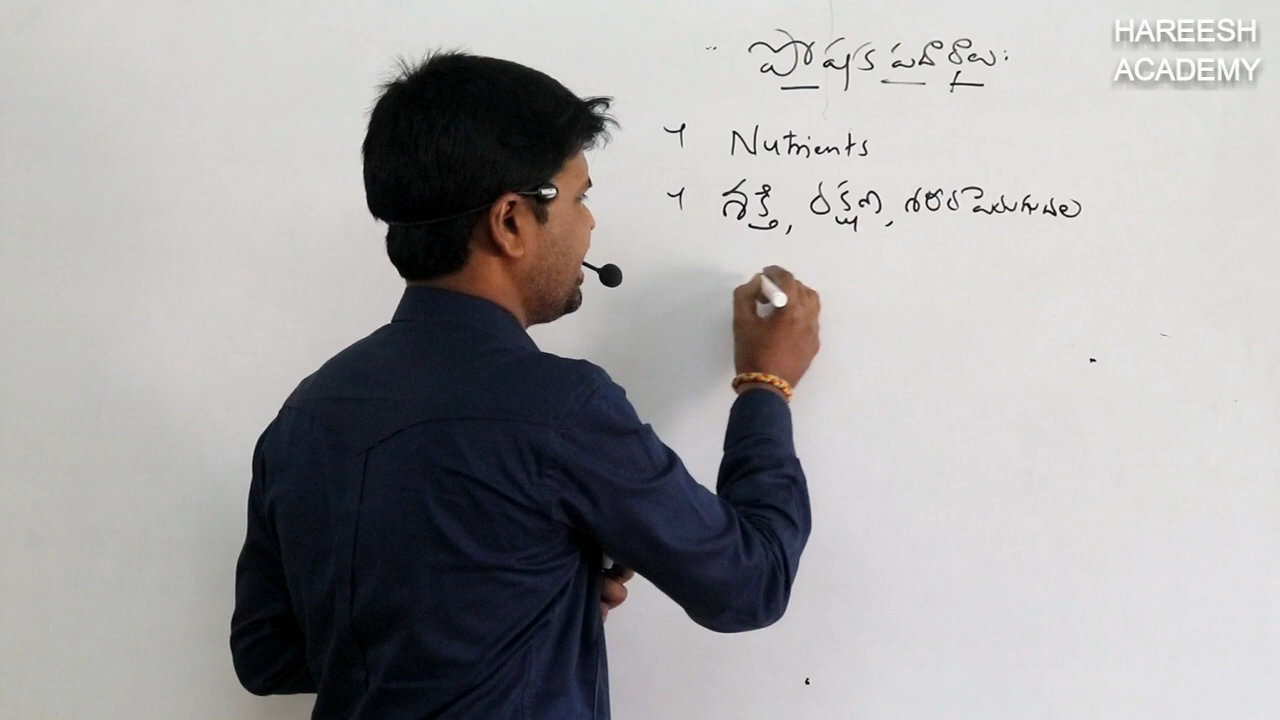 పోషక పదార్థాలు:
Nutrients
శక్తి, రక్షణ, శరీర పెరుగుదల
HAREESH
ACADEMY